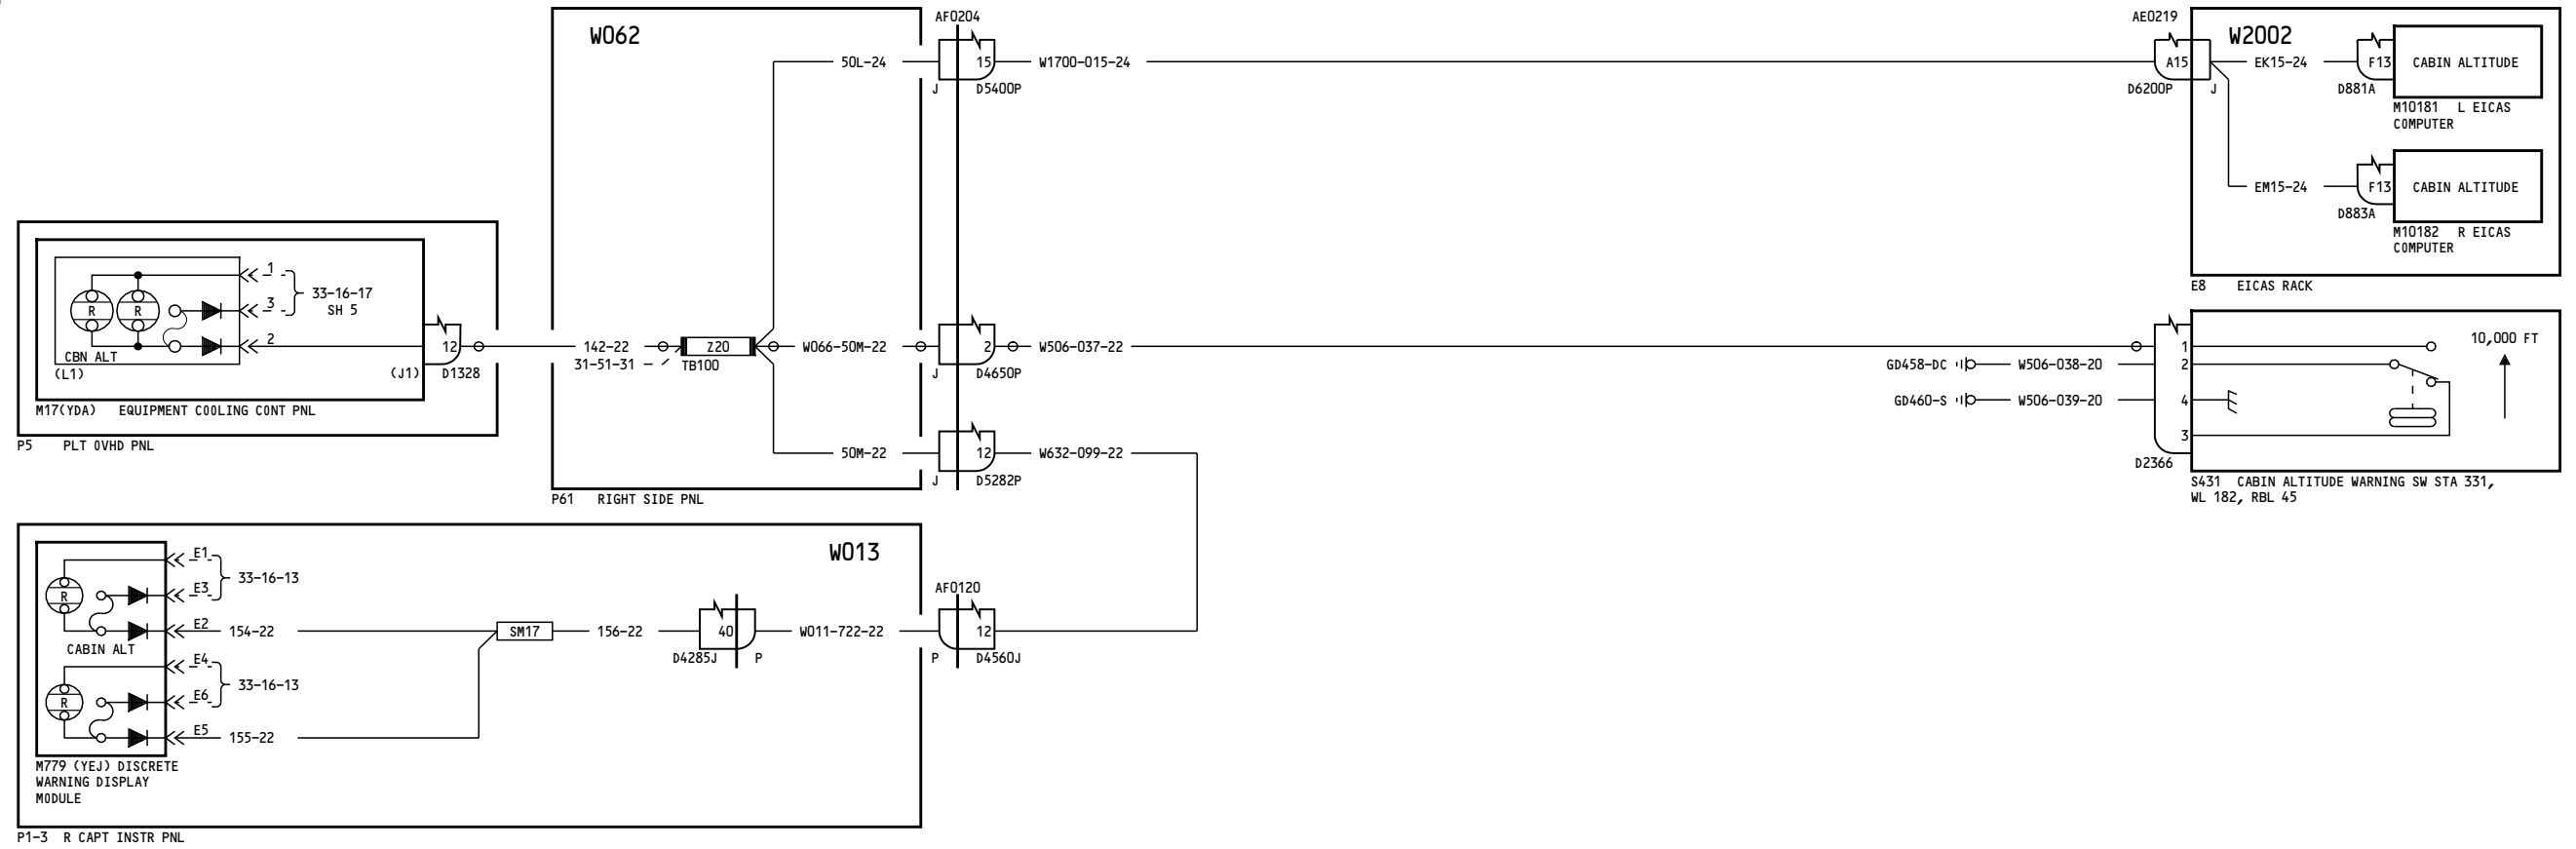 W062
AF0204
50L-24
15
W1700-015-24
J
D5400P
AE0219
W2002
A15
EK15-24
F13
CABIN ALTITUDE
D6200P
J
D881A
M10181 L EICAS
COMPUTER
EM15-24
F13
CABIN ALTITUDE
D883A
M10182 R EICAS
COMPUTER
E8 EICAS RACK
1
3
33-16-17
SH 5
R
R
2
CBN ALT
(L1)
(J1)
12
D1328
M17(YDA) EQUIPMENT COOLING CONT PNL
P5 PLT OVHD PNL
142-22
31-51-31
Z20
TB100
W066-50M-22
2
W506-037-22
J
D4650P
50M-22
12
W632-099-22
J
D5282P
P61 RIGHT SIDE PNL
GD458-DC
W506-038-20
GD460-S
W506-039-20
1
2
4
3
10,000 FT
D2366
S431 CABIN ALTITUDE WARNING SW STA 331,
WL 182, RBL 45
W013
E1
33-16-13
R
E3
E2
154-22
CABIN ALT
E4
33-16-13
R
E6
E5
155-22
SM17
156-22
40
D4285J
P
W011-722-22
AF0120
12
P
D4560J
M779 (YEJ) DISCRETE
WARNING DISPLAY
MODULE
P1-3 R CAPT INSTR PNL